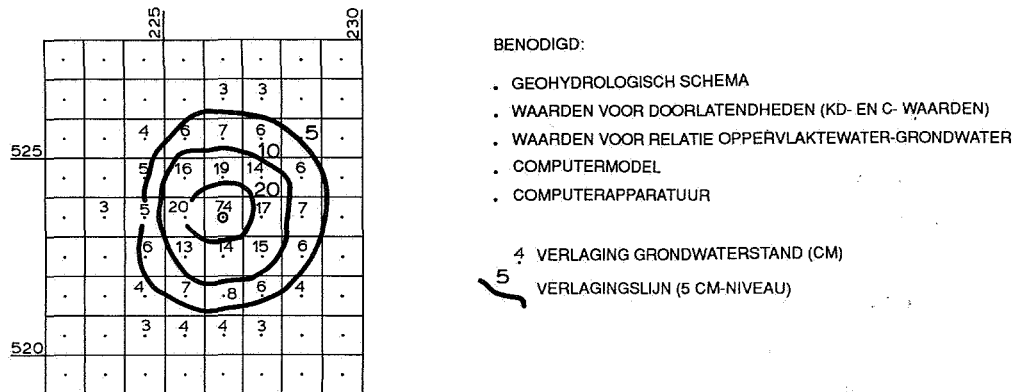 225 230
3 3
4 6 7 6 5
525 10
5 16 19 14 6
20
3 5 20 74 17 7
6 13 14 15 6
4 7 8 6 4
3 4 4 3
520
BENODIGD:
. GEOHYDROLOGISCH SCHEMA
. WAARDEN VOOR DOORLATENDHEDEN (KD- EN C- WAARDEN)
. WAARDEN VOOR RELATIE OPPERVLAKTEWATER-GRONDWATER
. COMPUTERMODEL
. COMPUTERAPPARATUUR
4 VERLAGING GRONDWATERSTAND (CM)
5 VERLAGINGSLIJN (5 CM-NIVEAU)